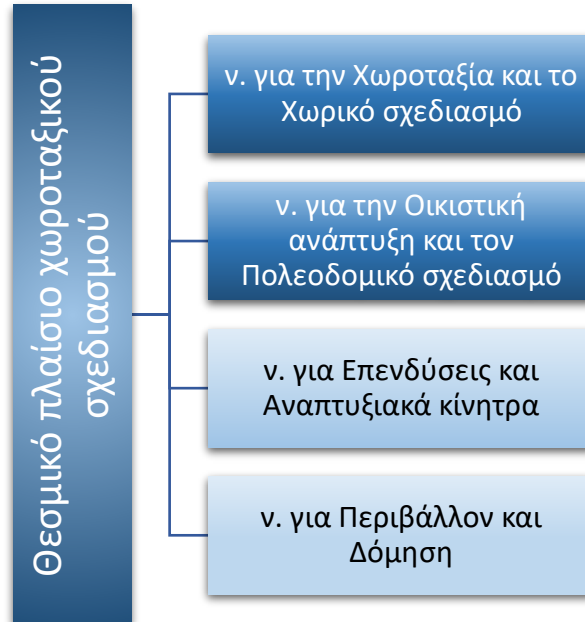 Θεσμικό πλαίσιο χωροταξικού
σχεδιασμού
ν. για την Χωροταξία και το
Χωρικό σχεδιασμό
ν. για την Οικιστική
ανάπτυξη και τον
Πολεοδομικό σχεδιασμό
ν. για Επενδύσεις και
Αναπτυξιακά κίνητρα
ν. για Περιβάλλον και
Δόμηση